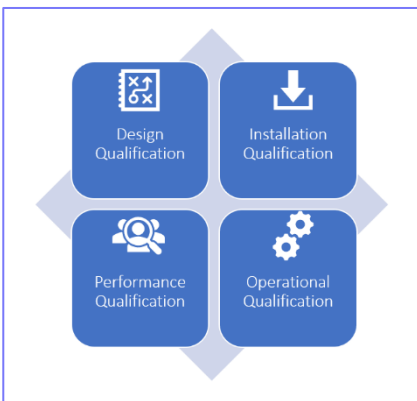 Design
Qualification
Installation
Qualification
Performance
Qualification
Operational
Qualification